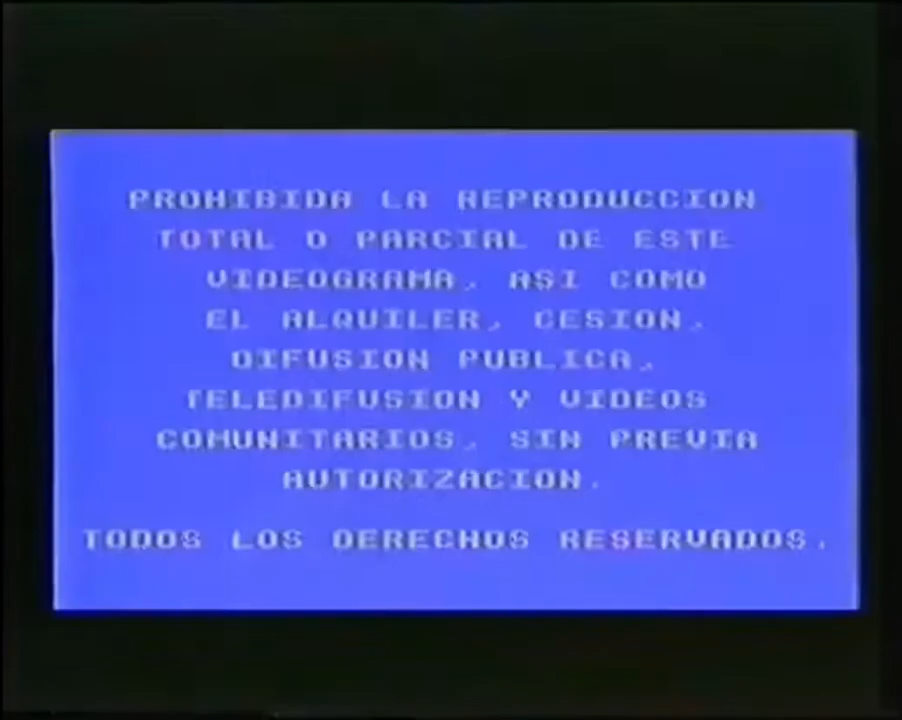 PROHIBIDA LA REPRODUCCION
TOTAL O PARCIAL DE ESTE
VIDEOGRAMA, ASI COMO
EL ALQUILER, CESION,
DIFUSION PUBLICA,
TELEDIFUSION Y VIDEOS
COMUNITARIOS, SIN PREVIA
AUTORIZACION.
TODOS LOS DERECHOS RESERVADOS.